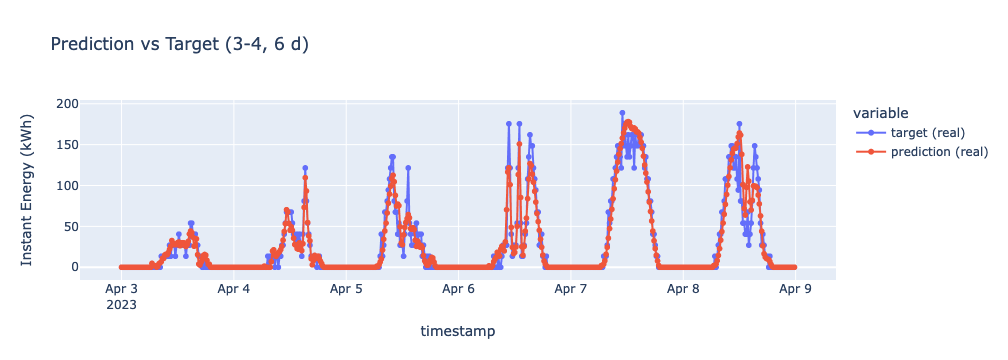 Prediction vs Target (3-4, 6 d)
Instant Energy (kWh)
200
150
100
50
0
Apr 3
2023
Apr 4
Apr 5
Apr 6
Apr 7
Apr 8
Apr 9
timestamp
variable
target (real)
prediction (real)